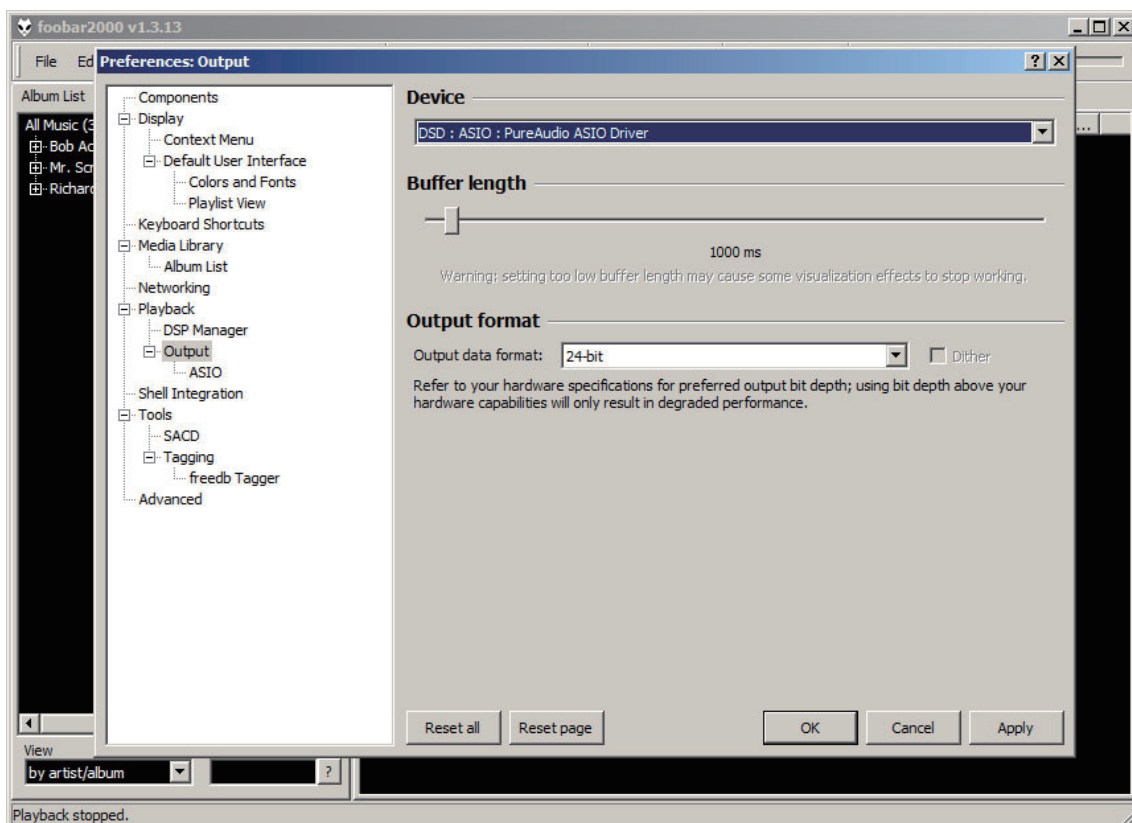 foobar2000 v1.3.13
File
Preferences: Output
Album List
All Music
Bob
Mr.
Richard
Components
Display
Context Menu
Default User Interface
Colors and Fonts
Playlist View
Keyboard Shortcuts
Media Library
Album List
Networking
Playback
DSP Manager
Output
ASIO
Shell Integration
Tools
SACD
Tagging
freedb Tagger
Advanced
Device
DSD : ASIO : PureAudio ASIO Driver
Buffer length
1000 ms
Warning: setting too low buffer length may cause some visualization effects to stop working.
Output format
Output data format: 24-bit Dither
Refer to your hardware specifications for preferred output bit depth; using bit depth above your
hardware capabilities will only result in degraded performance.
Reset all Reset page OK Cancel Apply
View
by artist/album ?
Playback stopped.